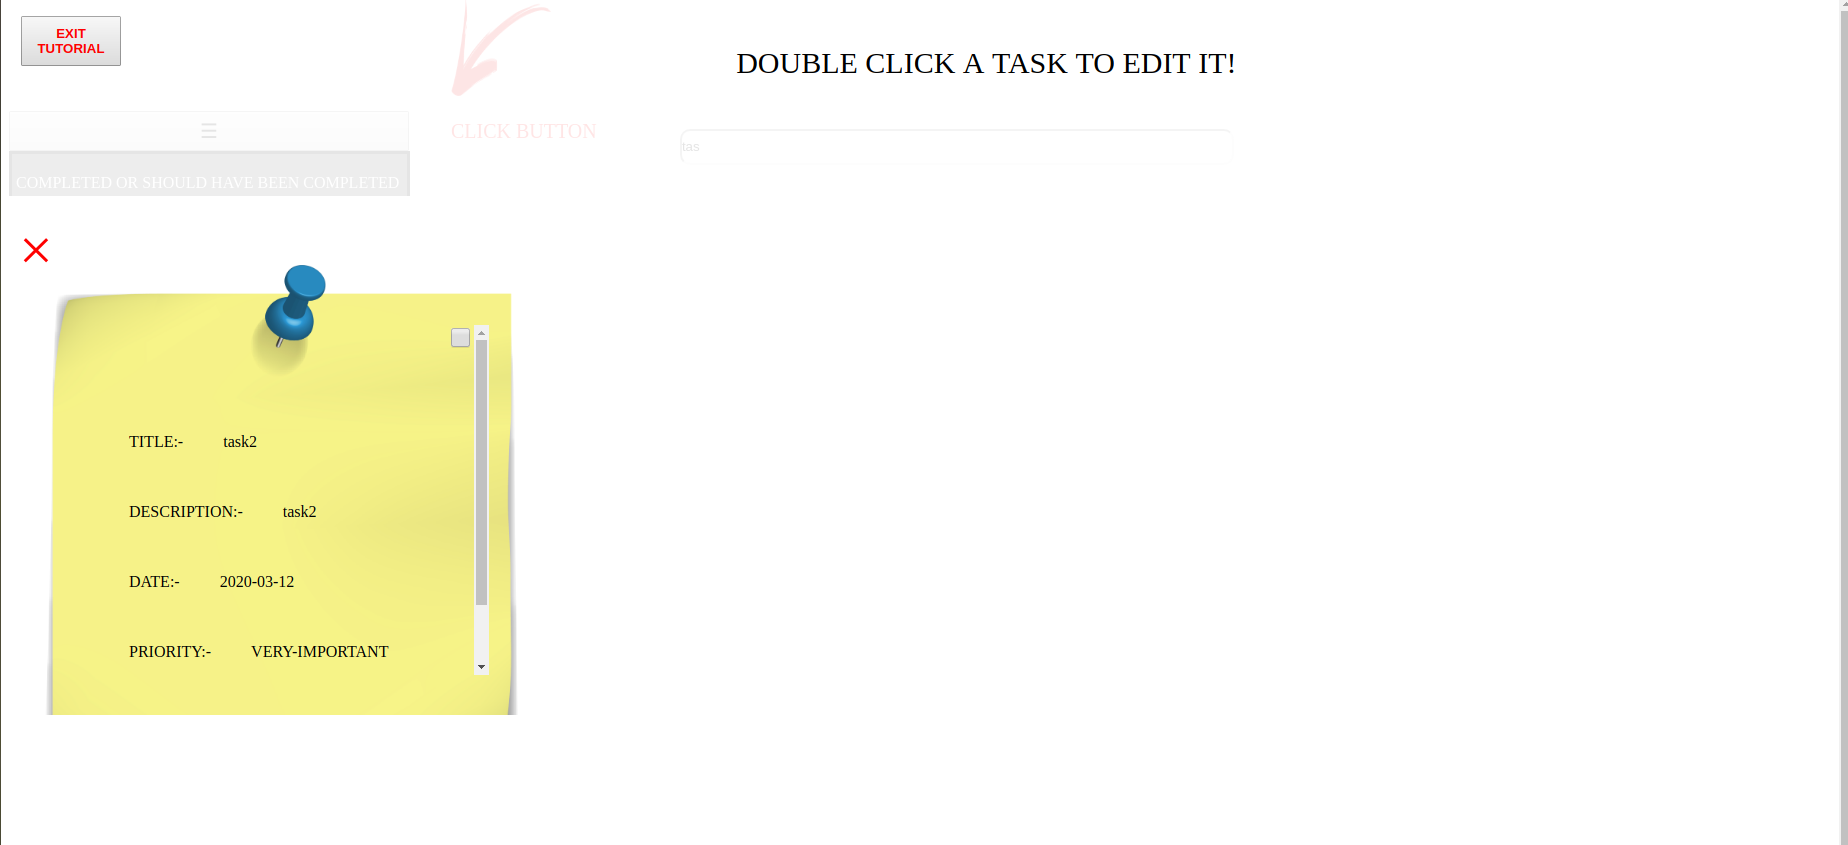 EXIT
TUTORIAL
DOUBLE CLICK A TASK TO EDIT IT!
☰
CLICK BUTTON
tas
COMPLETED OR SHOULD HAVE BEEN COMPLETED
TITLE:- task2
DESCRIPTION:- task2
DATE:- 2020-03-12
PRIORITY:- VERY-IMPORTANT